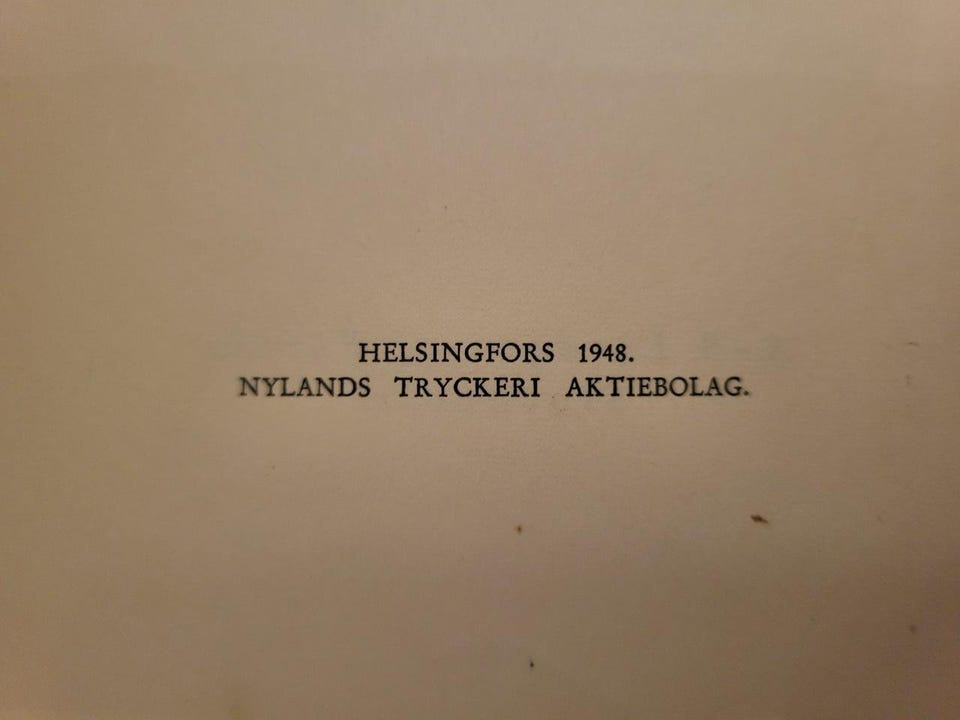 HELSINGFORS 1948.
NYLANDS TRYCKERI AKTIEBOLAG.